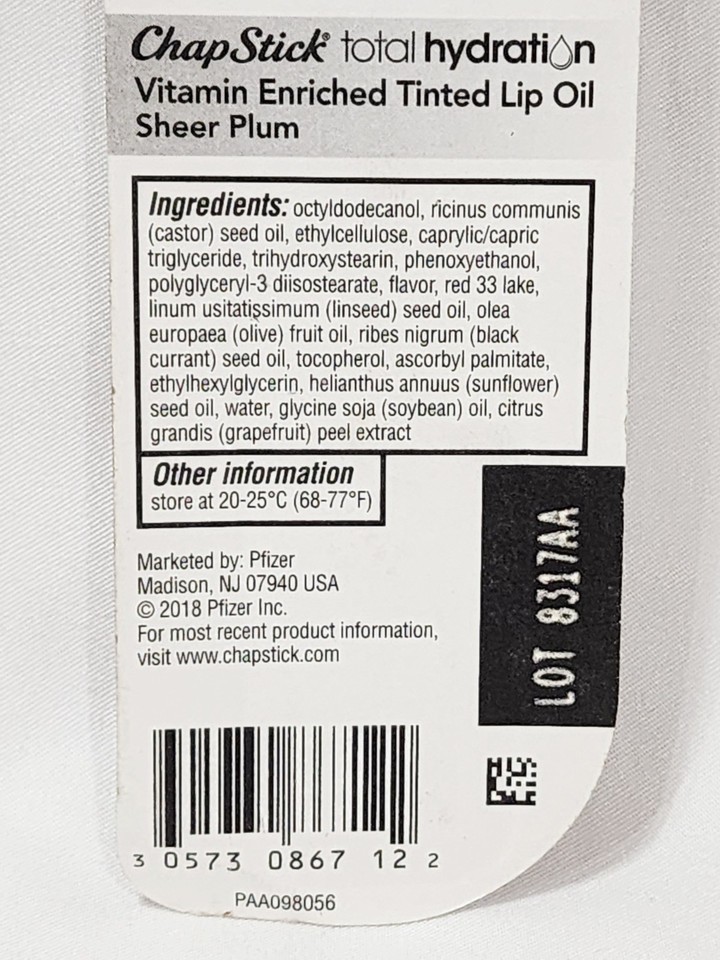 ChapStick® total hydration
Vitamin Enriched Tinted Lip Oil
Sheer Plum
Ingredients: octyldodecanol, ricinus communis
(castor) seed oil, ethylcellulose, caprylic/capric
triglyceride, trihydroxystearin, phenoxyethanol,
polyglyceryl-3 diisostearate, flavor, red 33 lake,
linum usitatissimum (linseed) seed oil, olea
europaea (olive) fruit oil, ribes nigrum (black
currant) seed oil, tocopherol, ascorbyl palmitate,
ethylhexylglycerin, helianthus annuus (sunflower)
seed oil, water, glycine soja (soybean) oil, citrus
grandis (grapefruit) peel extract
Other information
store at 20-25°C (68-77°F)
Marketed by: Pfizer
Madison, NJ 07940 USA
© 2018 Pfizer Inc.
For most recent product information,
visit www.chapstick.com
LOT 8317AA
3 0573 0867 12 2
PAA098056